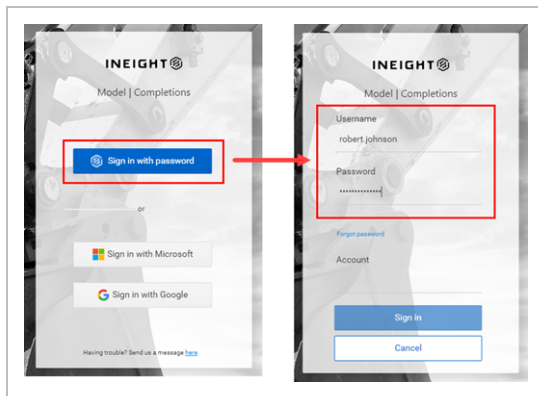 INEIGHT
Model | Completions
Sign in with password
or
Sign in with Microsoft
Sign in with Google
Having trouble? Send us a message here
INEIGHT
Model | Completions
Username
robert.johnson
Password
••••••••••••••
Forgot password
Account
Sign in
Cancel